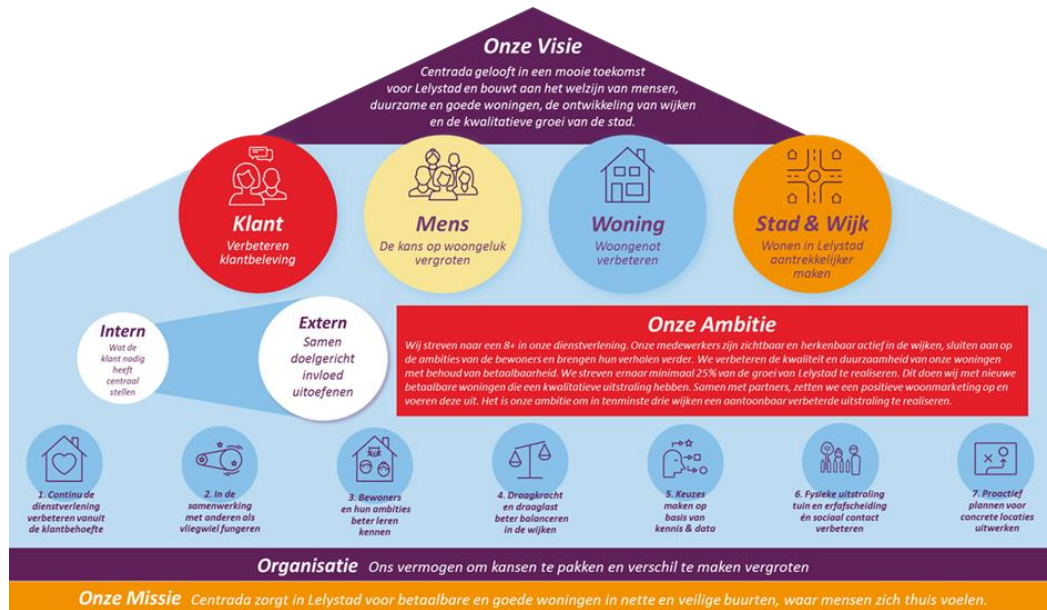 Onze Visie
Centrada gelooft in een mooie toekomst
voor Lelystad en bouwt aan het welzijn van mensen,
duurzame en goede woningen, de ontwikkeling van wijken
en de kwalitatieve groei van de stad.
Klant
Verbeteren
klantbeleving
Mens
De kans op woongeluk
vergroten
Woning
Woongenot
verbeteren
Stad & Wijk
Wonen in Lelystad
aantrekkelijker
maken
Intern
Wat de
klant nodig
heeft
centraal
stellen
Extern
Samen
doelgericht
invloed
uitoefenen
Onze Ambitie
Wij streven naar een 8+ in onze dienstverlening. Onze medewerkers zijn zichtbaar en herkenbaar actief in de wijken, sluiten aan op
de ambities van de bewoners en brengen hun verhalen verder. We verbeteren de kwaliteit en duurzaamheid van onze woningen
met behoud van betaalbaarheid. We streven ernaar minimaal 25% van de groei van Lelystad te realiseren. Dit doen wij met nieuwe
betaalbare woningen die een kwalitatieve uitstraling hebben. Samen met partners, zetten we een positieve woonmarketing op en
voeren deze uit. Het is onze ambitie om in tenminste drie wijken een aantoonbaar verbeterde uitstraling te realiseren.
1. Continu de
dienstverlening
verbeteren vanuit
de klantbehoefte
2. In de
samenwerking
met anderen als
vliegwiel fungeren
3. Bewoners
en hun ambities
beter leren
kennen
4. Draagkracht
en draaglast
beter balanceren
in de wijken
5. Keuzes
maken op
basis van
kennis & data
6. Fysieke uitstraling
tuin en erfafscheiding
én sociaal contact
verbeteren
7. Proactief
plannen voor
concrete locaties
uitwerken
Organisatie Ons vermogen om kansen te pakken en verschil te maken vergroten
Onze Missie Centrada zorgt in Lelystad voor betaalbare en goede woningen in nette en veilige buurten, waar mensen zich thuis voelen.